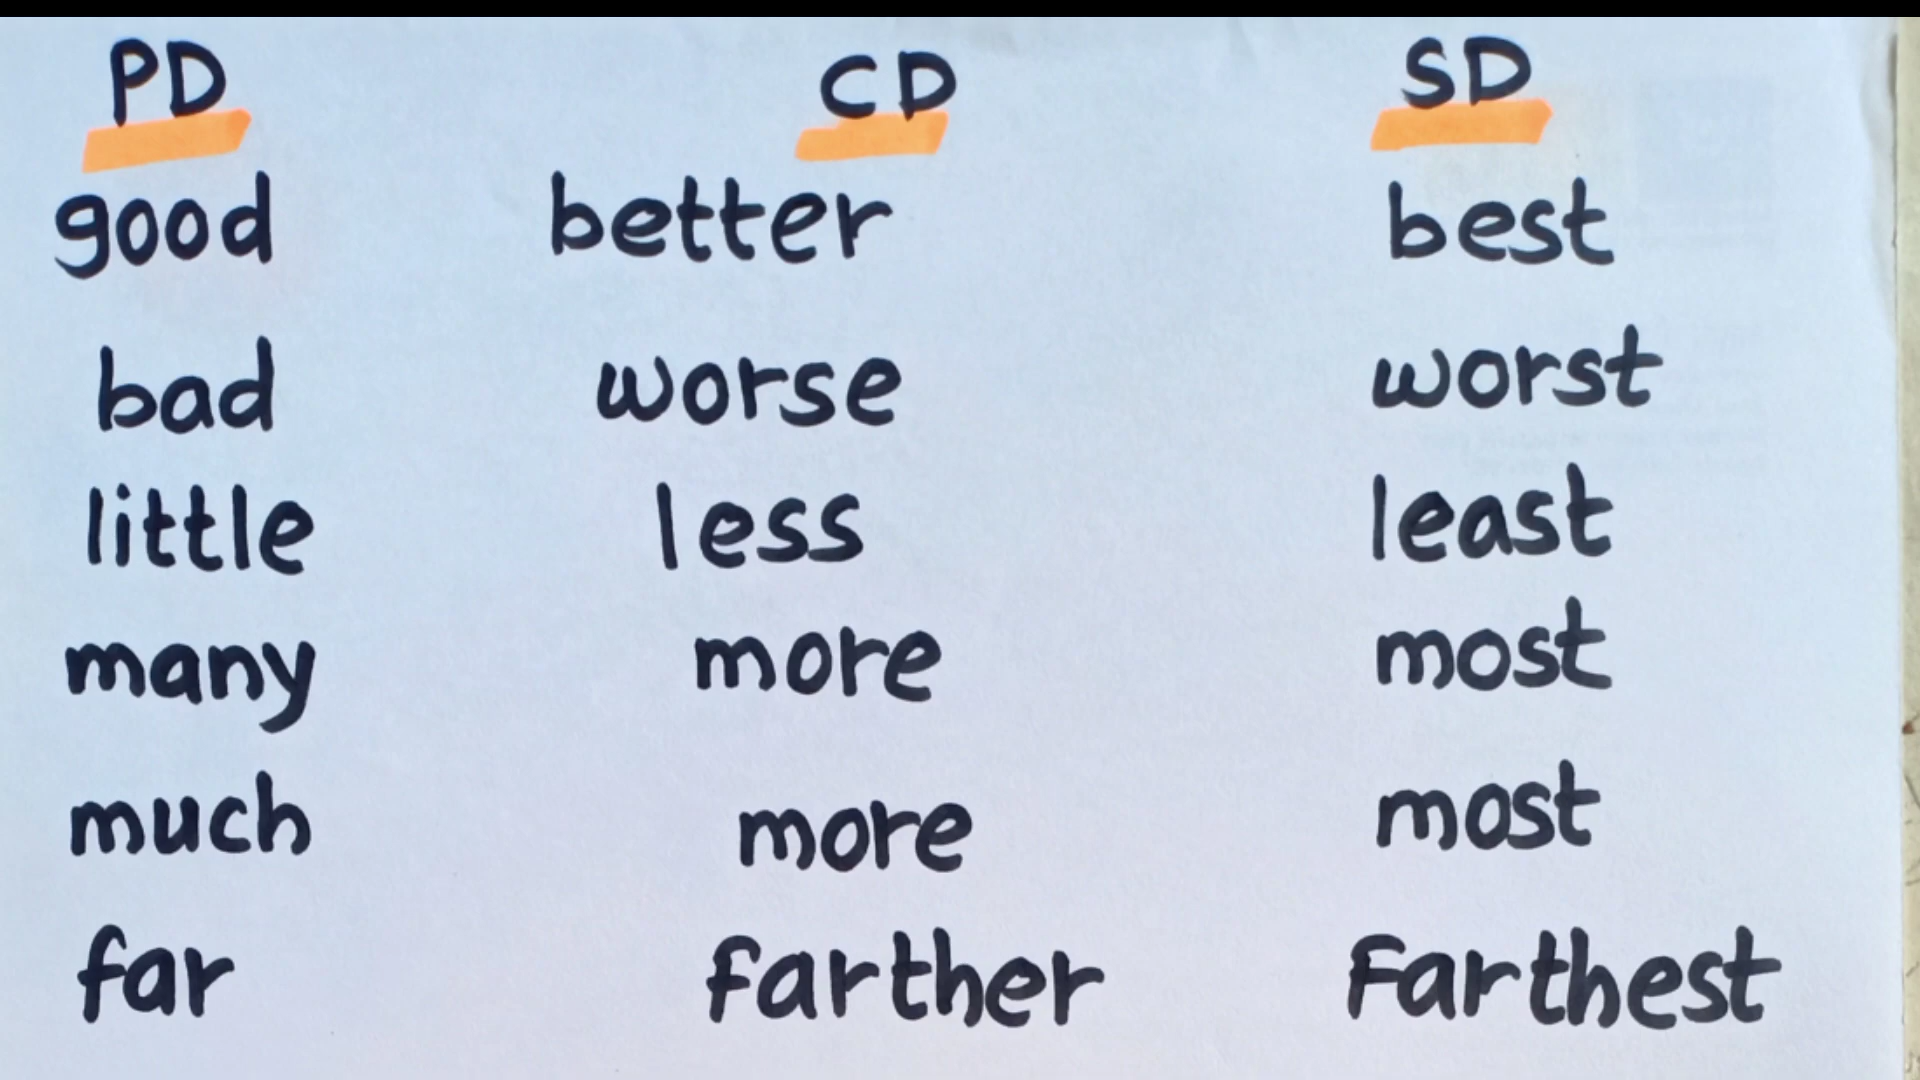 PD CD SD
good better best
bad worse worst
little less least
many more most
much more most
far farther farthest